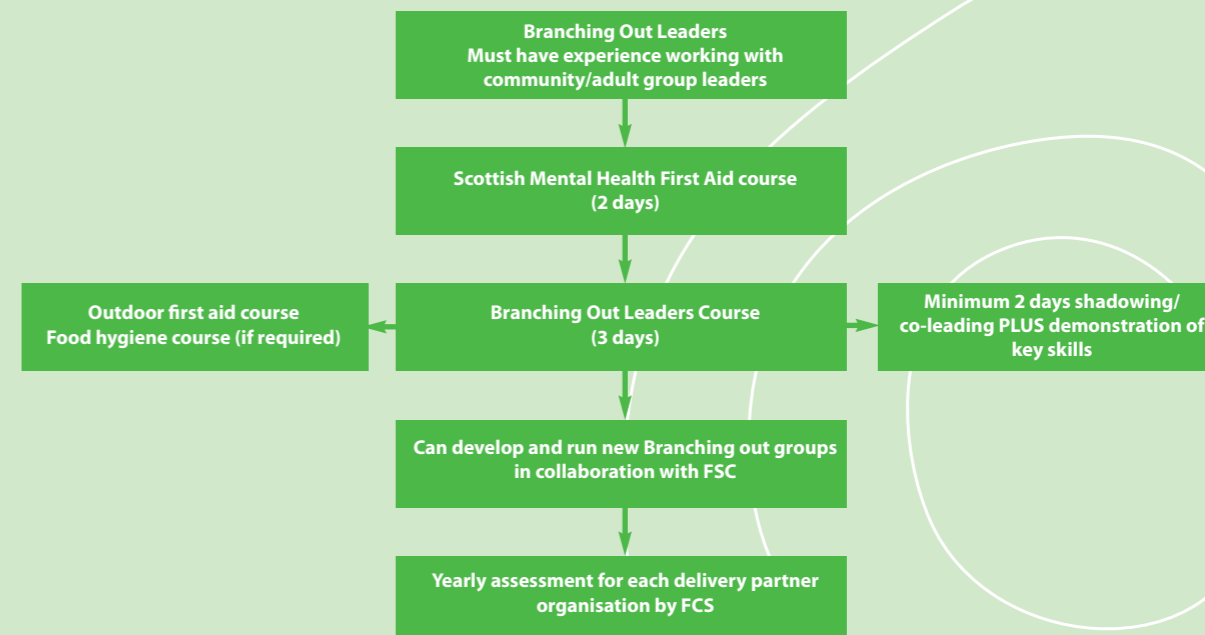 Branching Out Leaders
Must have experience working with
community/adult group leaders
Scottish Mental Health First Aid course
(2 days)
Outdoor first aid course
Food hygiene course (if required)
Branching Out Leaders Course
(3 days)
Minimum 2 days shadowing/
co-leading PLUS demonstration of
key skills
Can develop and run new Branching out groups
in collaboration with FSC
Yearly assessment for each delivery partner
organisation by FCS